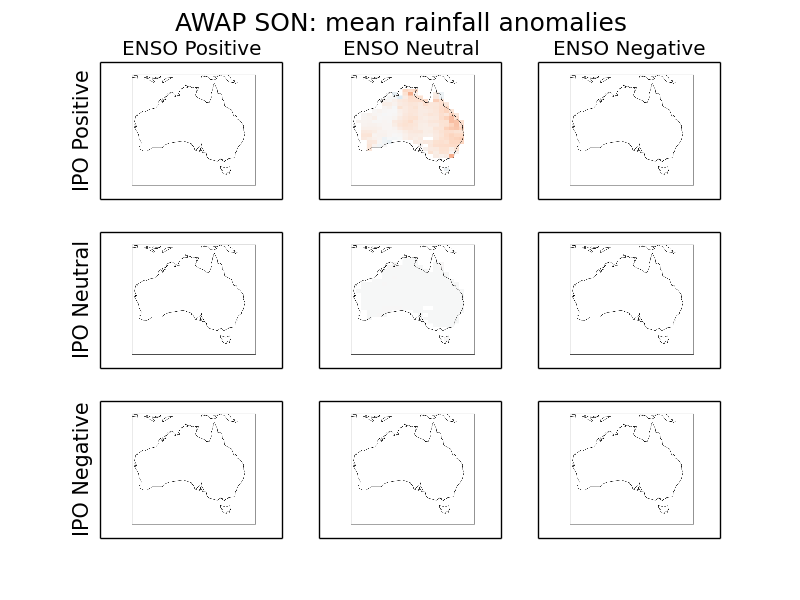 AWAP SON: mean rainfall anomalies
ENSO Positive ENSO Neutral ENSO Negative
IPO Positive
IPO Neutral
IPO Negative